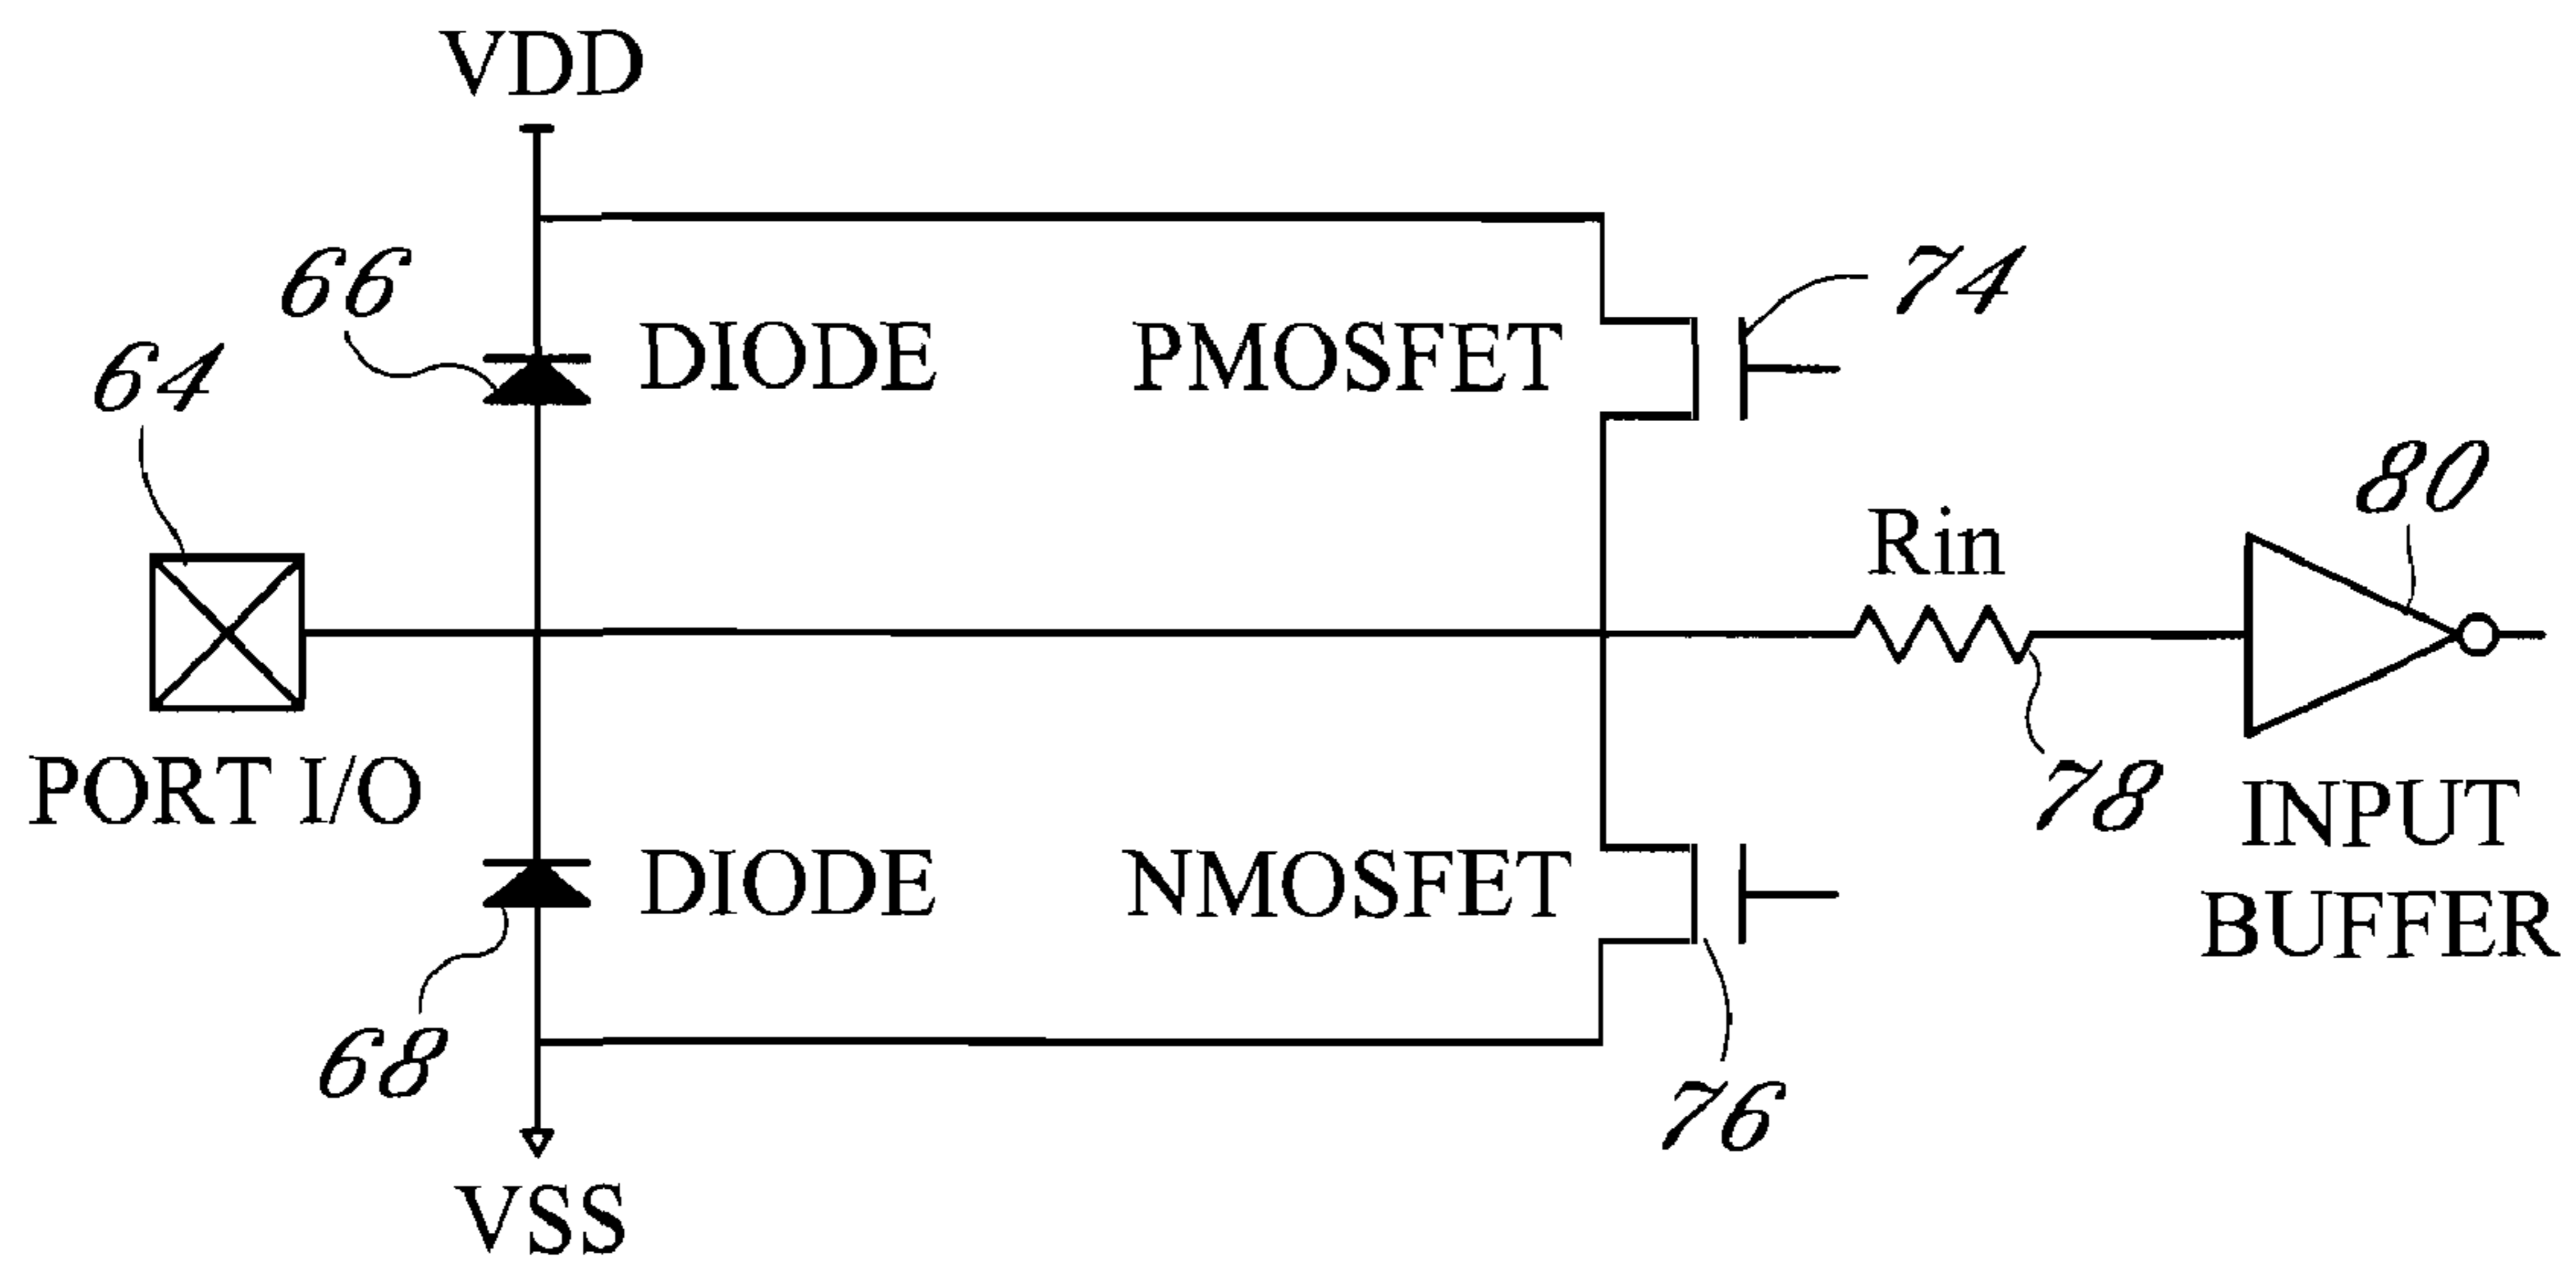 VDD
66
DIODE
PMOSFET
74
64
Rin
80
PORT I/O
78
INPUT
BUFFER
DIODE
NMOSFET
68
76
VSS